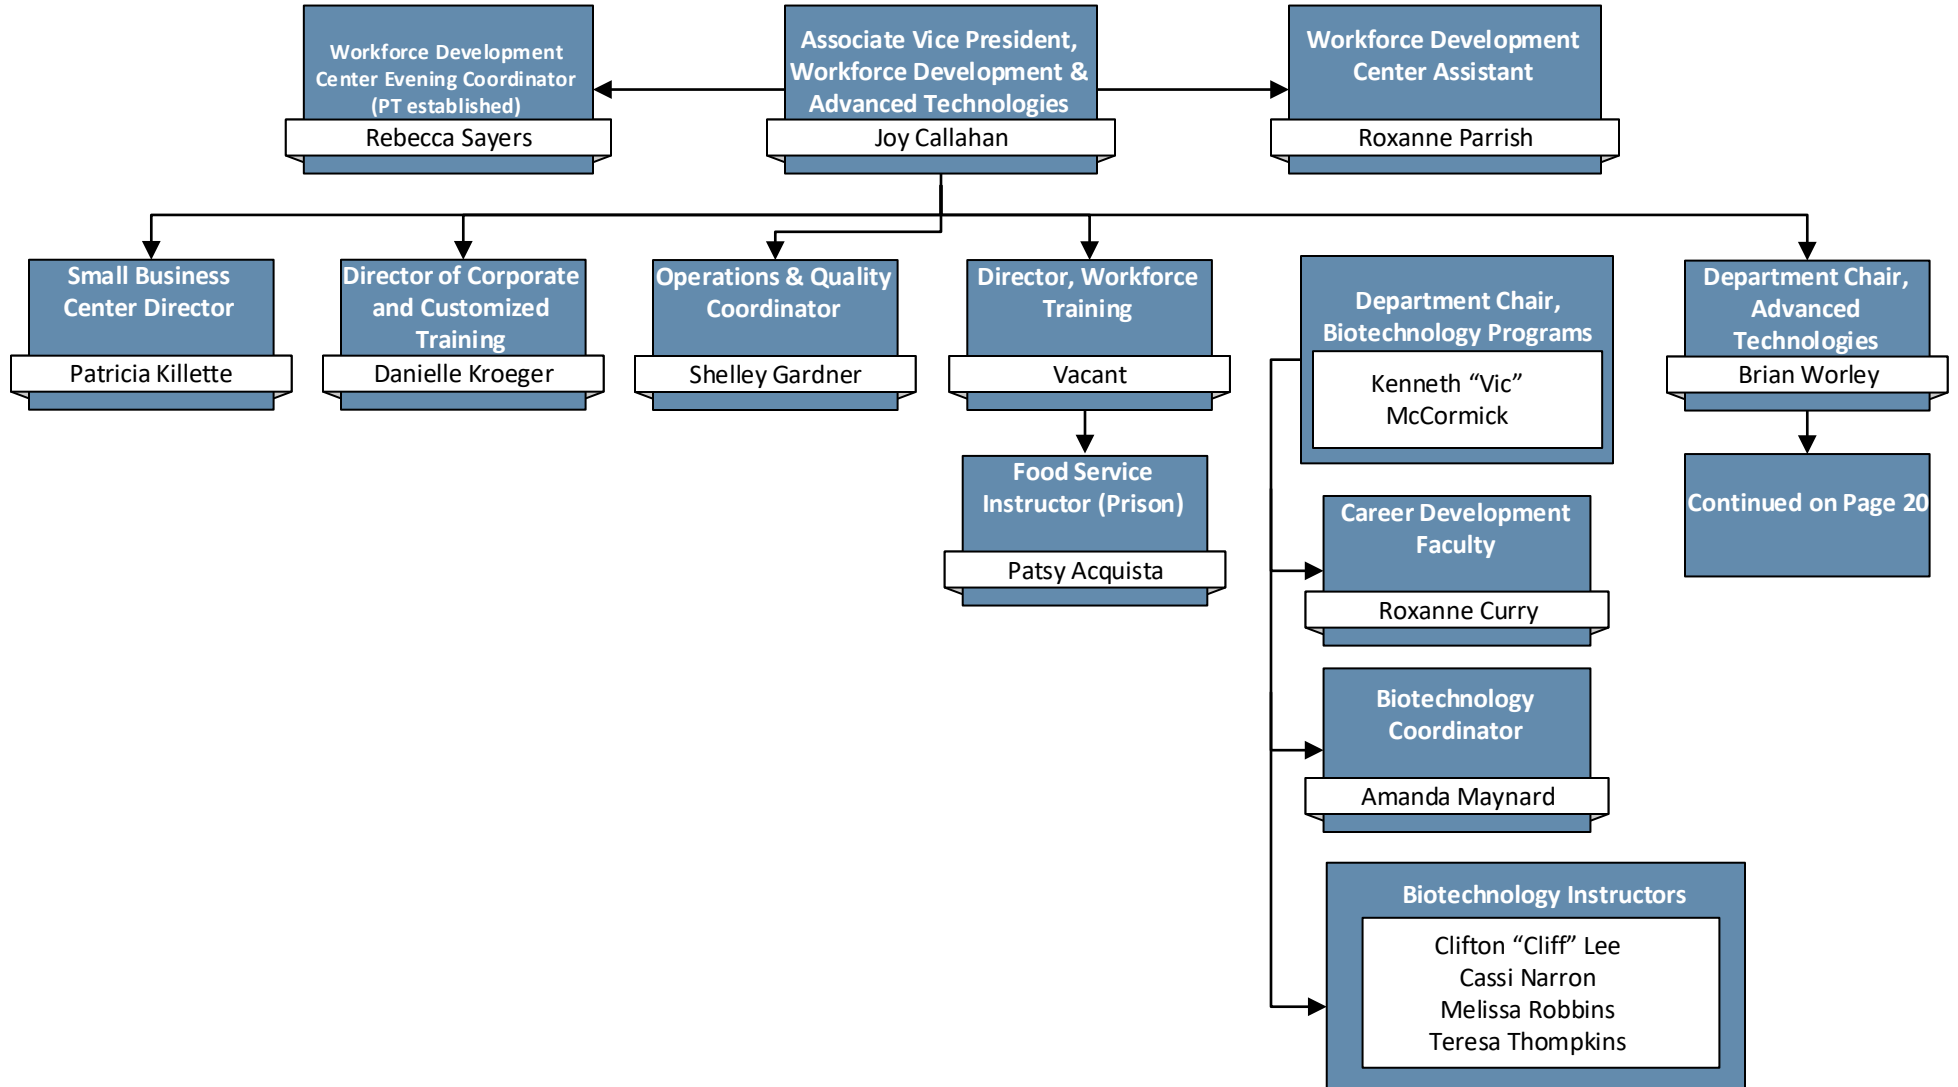 Workforce Development
Center Evening Coordinator
(PT established)
Rebecca Sayers
Associate Vice President,
Workforce Development &
Advanced Technologies
Joy Callahan
Workforce Development
Center Assistant
Roxanne Parrish
Small Business
Center Director
Patricia Killette
Director of Corporate
and Customized
Training
Danielle Kroeger
Operations & Quality
Coordinator
Shelley Gardner
Director, Workforce
Training
Vacant
Food Service
Instructor (Prison)
Patsy Acquista
Department Chair,
Biotechnology Programs
Kenneth “Vic”
McCormick
Career Development
Faculty
Roxanne Curry
Biotechnology
Coordinator
Amanda Maynard
Biotechnology Instructors
Clifton “Cliff” Lee
Cassi Narron
Melissa Robbins
Teresa Thompkins
Department Chair,
Advanced
Technologies
Brian Worley
Continued on Page 20